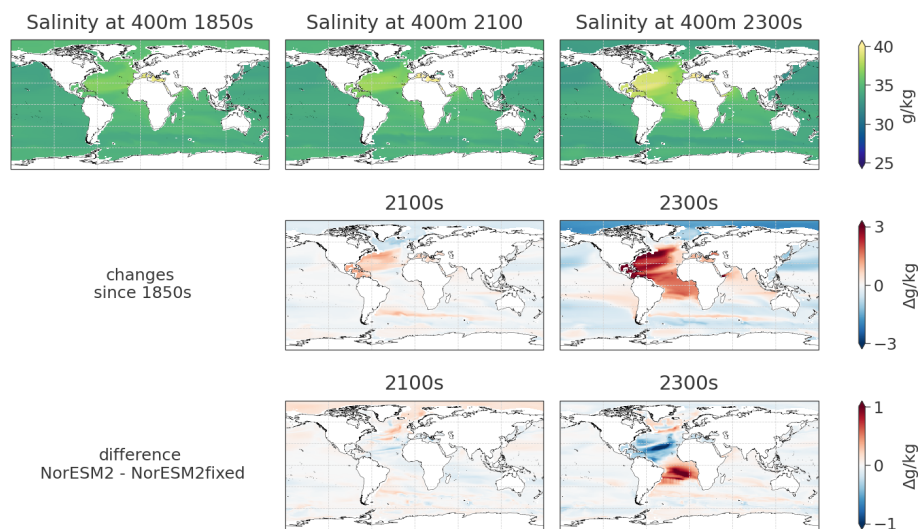 Salinity at 400m 1850s
Salinity at 400m 2100
Salinity at 400m 2300s
40
35
30
25
g/kg
changes
since 1850s
2100s
2300s
3
0
−3
Δg/kg
difference
NorESM2 - NorESM2fixed
2100s
2300s
1
0
−1
Δg/kg